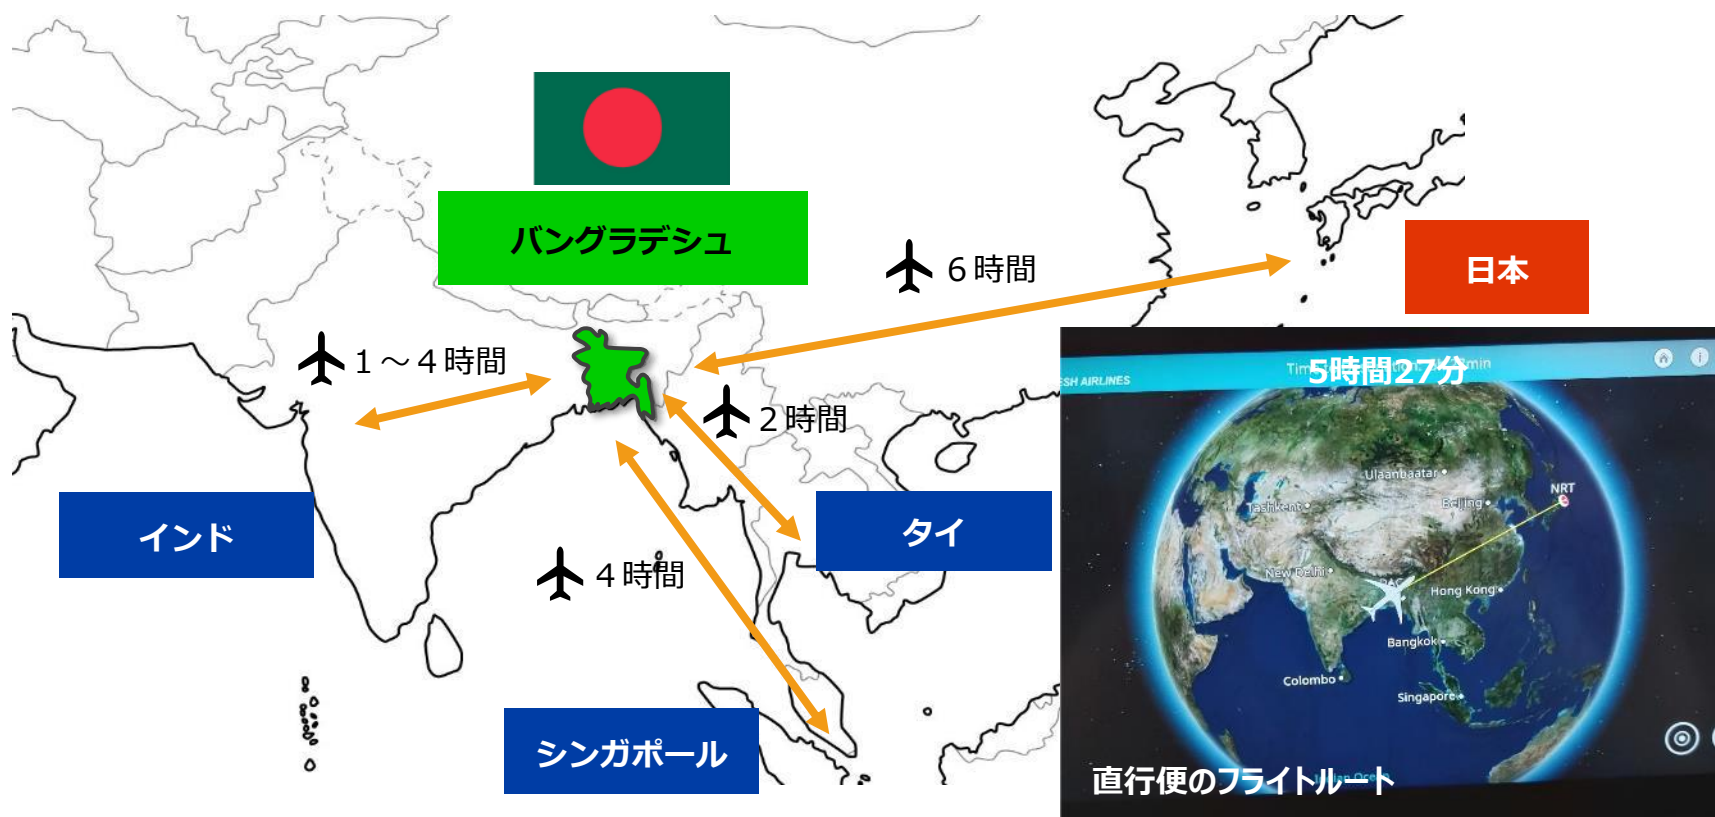 バングラデシュ
６時間
日本
１～４時間
２時間
インド
タイ
４時間
シンガポール
5時間27分
SH AIRLINES
Ulaanbaatar
NRT
Tashkent
Beijing
New Delhi
Hong Kong
Bangkok
Colombo
Singapore
直行便のフライトルート